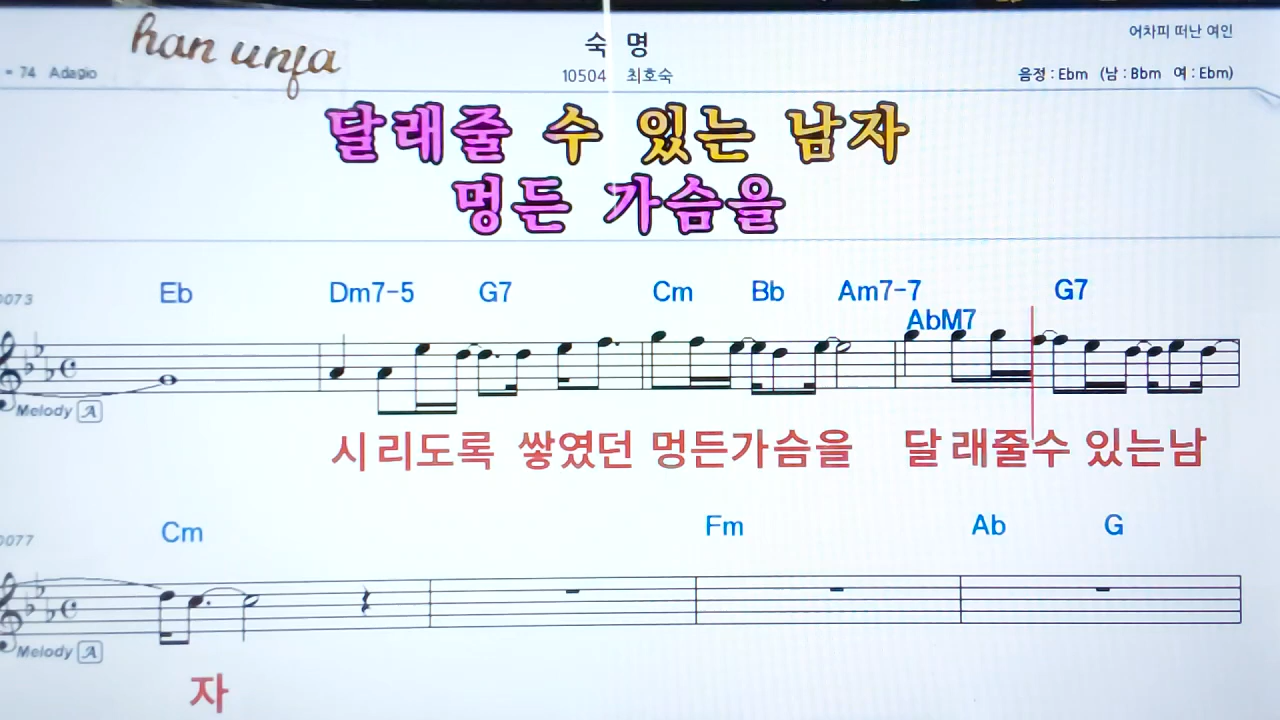 han unja
숙 명
어차피 떠난 여인
= 74 Adagio
10504 최호숙
음정 : Ebm (남 : Bbm 여 : Ebm)
달래줄 수 있는 남자
멍든 가슴을
0073
Eb Dm7-5 G7 Cm Bb Am7-7 G7
AbM7
Melody A
시리도록 쌓였던 멍든가슴을 달래줄수 있는남
0077
Cm Fm Ab G
Melody A
자